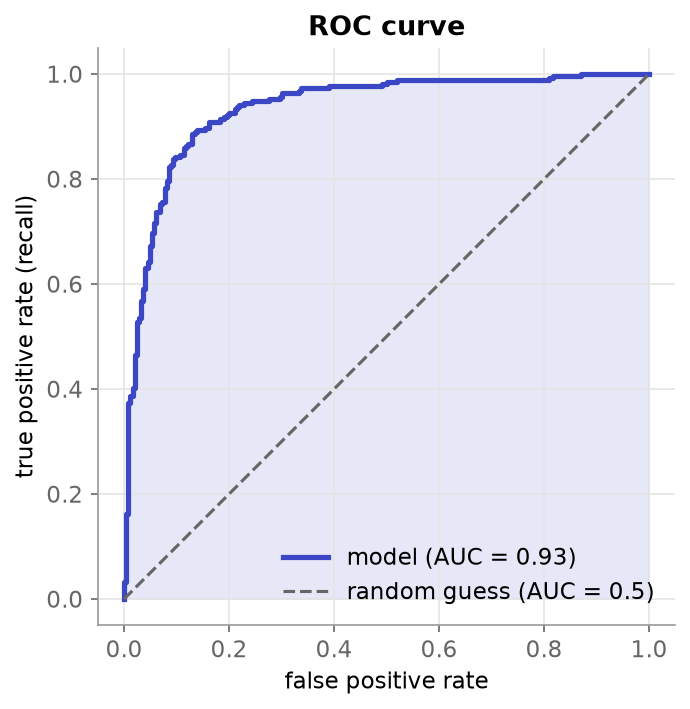 ROC curve
1.0
0.8
0.6
0.4
0.2
0.0
true positive rate (recall)
model (AUC = 0.93)
random guess (AUC = 0.5)
0.0 0.2 0.4 0.6 0.8 1.0
false positive rate